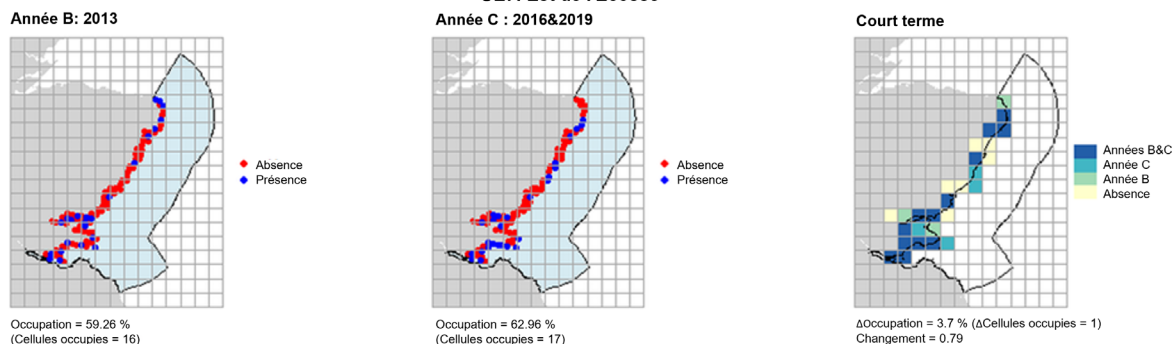 Année B: 2013
Absence
Présence
Occupation = 59.26 %
(Cellules occupies = 16)
Année C : 2016&2019
Absence
Présence
Occupation = 62.96 %
(Cellules occupies = 17)
Court terme
Années B&C
Année C
Année B
Absence
ΔOccupation = 3.7 % (ΔCellules occupies = 1)
Changement = 0.79